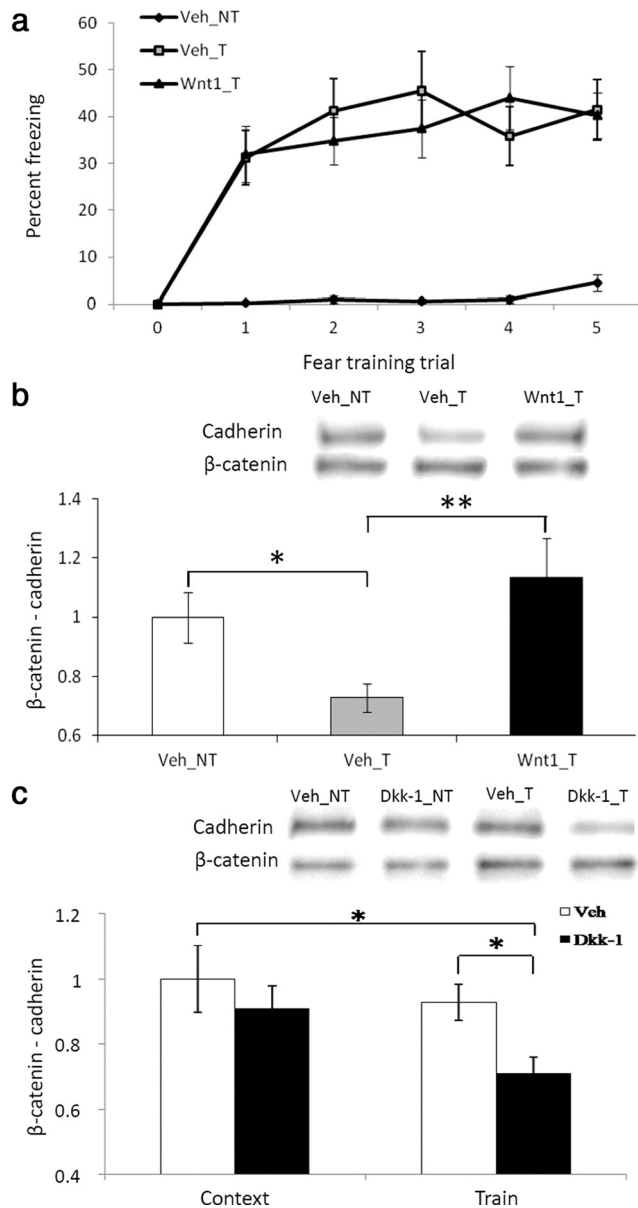 a
Veh_NT
Veh_T
Wnt1_T
60
50
40
30
20
10
0
Percent freezing
0 1 2 3 4 5
Fear training trial
b
Veh_NT Veh_T Wnt1_T
Cadherin
β-catenin
1.4
1.2
1
0.8
0.6
β-catenin - cadherin
*
**
Veh_NT Veh_T Wnt1_T
c
Veh_NT Dkk-1_NT Veh_T Dkk-1_T
Cadherin
β-catenin
1.2
1
0.8
0.6
0.4
β-catenin - cadherin
*
*
Veh
Dkk-1
Context Train